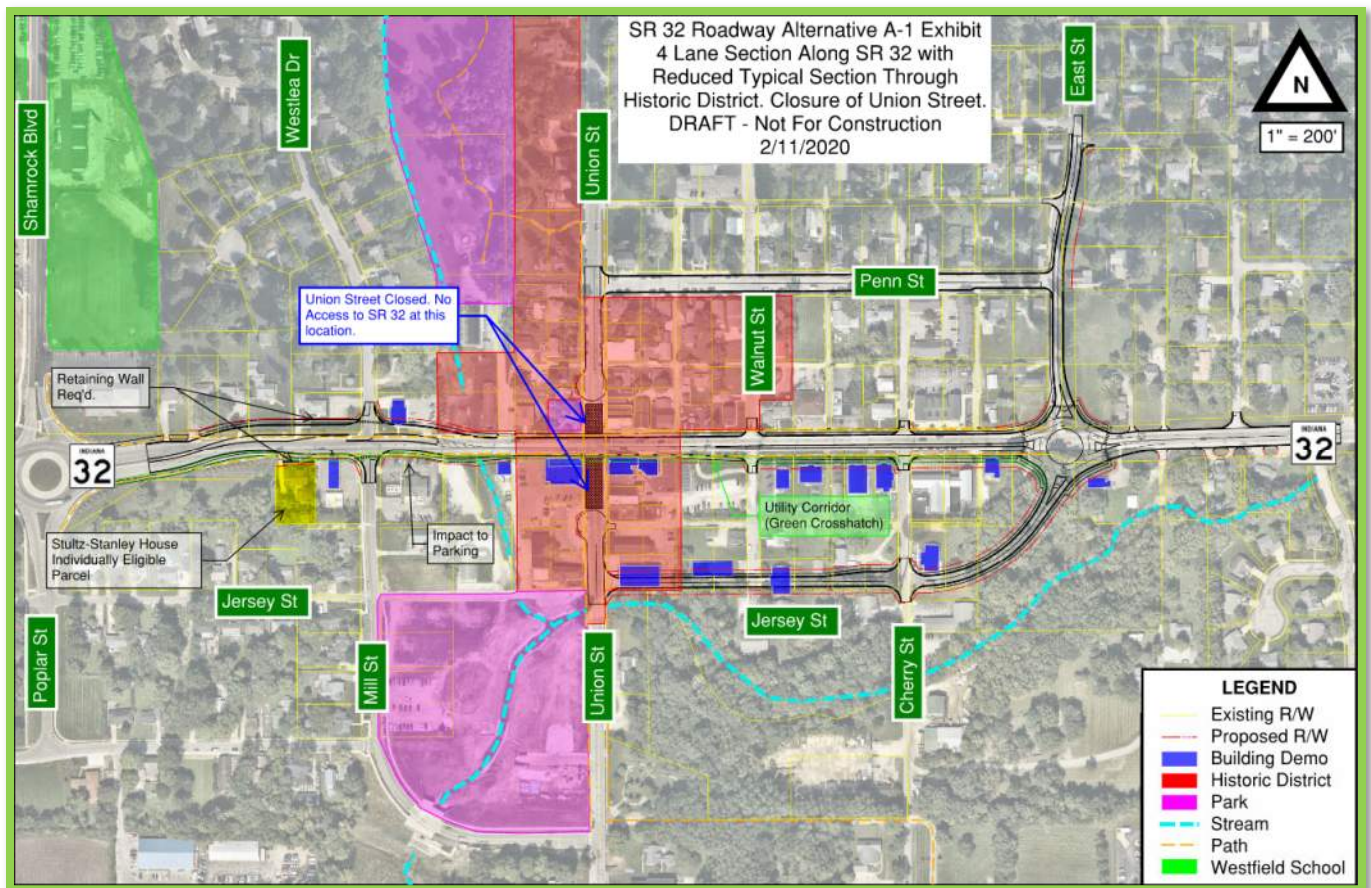 SR 32 Roadway Alternative A-1 Exhibit
4 Lane Section Along SR 32 with
Reduced Typical Section Through
Historic District. Closure of Union Street.
DRAFT - Not For Construction
2/11/2020
N
1" = 200'
Shamrock Blvd
Westlea Dr
Union St
East St
Penn St
Walnut St
Union Street Closed. No
Access to SR 32 at this
location.
Retaining Wall
Req'd.
INDIANA
32
INDIANA
32
Utility Corridor
(Green Crosshatch)
Impact to
Parking
Stultz-Stanley House
Individually Eligible
Parcel
Jersey St
Jersey St
Poplar St
Mill St
Union St
Cherry St
LEGEND
Existing R/W
Proposed R/W
Building Demo
Historic District
Park
Stream
Path
Westfield School